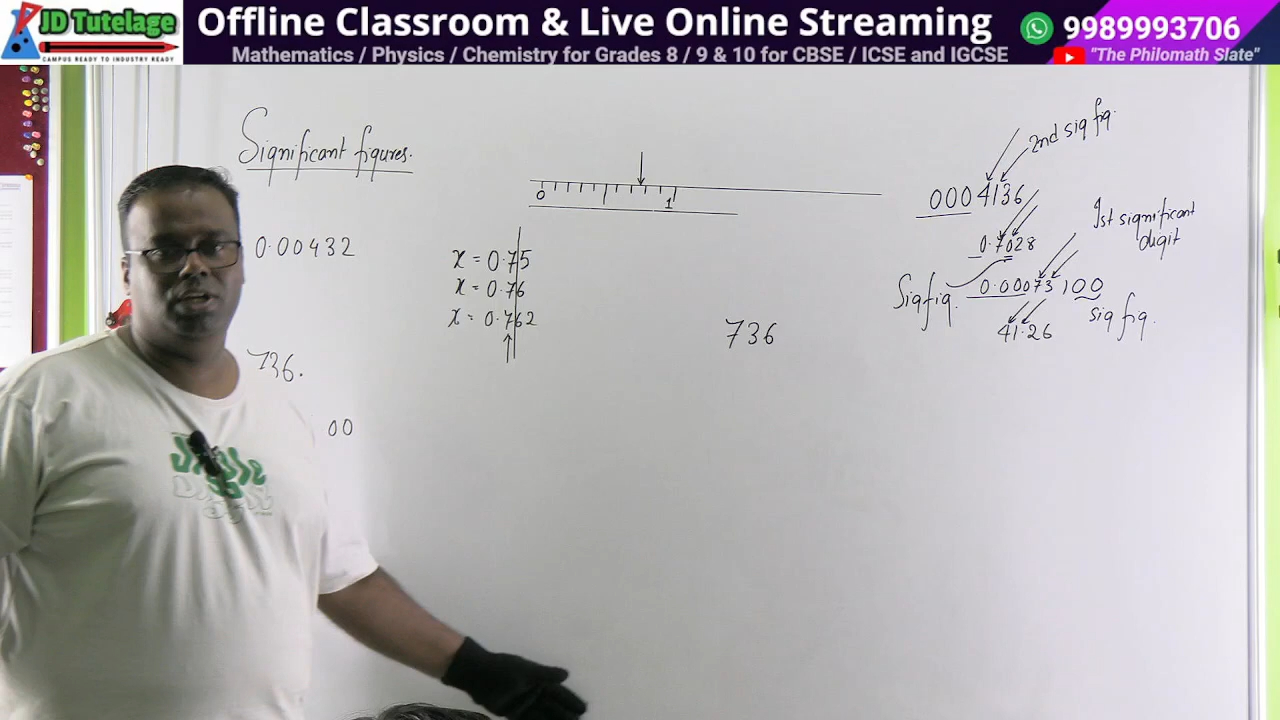 JD Tutelage
CAMPUS READY TO INDUSTRY READY
Offline Classroom & Live Online Streaming
9989993706
Mathematics / Physics / Chemistry for Grades 8 / 9 & 10 for CBSE / ICSE and IGCSE
"The Philomath Slate"
Significant figures.
0.00432
736.
00
0 1
x = 0.75
x = 0.76
x = 0.762
736
2nd sig fig.
0004136
0.7028
1st significant
digit
Sigfig.
0.00073100
sig fig.
41.26